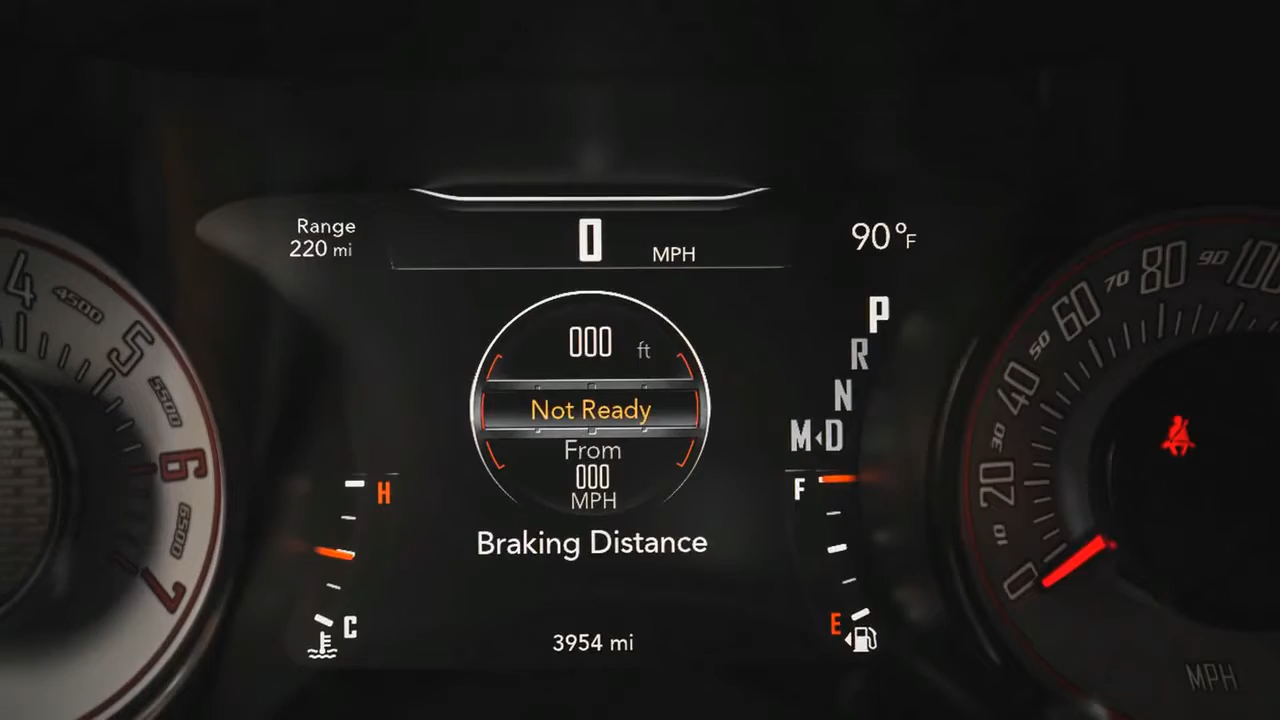 Range
220 mi
0 MPH
90°F
000 ft
Not Ready
From
000
MPH
Braking Distance
3954 mi
P
R
N
M D
F
E
H
C
4
4500
5
5500
6
6500
7
0
10
20
30
40
50
60
70
80
90
100
MPH